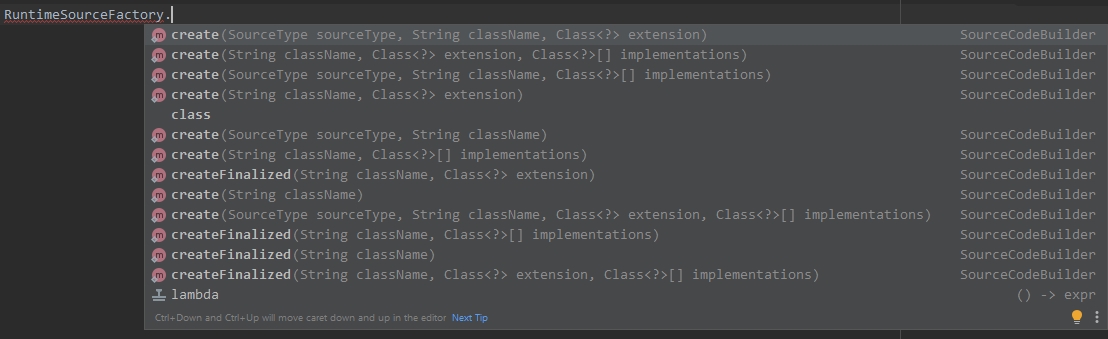 RuntimeSourceFactory.
create(SourceType sourceType, String className, Class<?> extension) SourceCodeBuilder
create(String className, Class<?> extension, Class<?>[] implementations) SourceCodeBuilder
create(SourceType sourceType, String className, Class<?>[] implementations) SourceCodeBuilder
create(String className, Class<?> extension) SourceCodeBuilder
class
create(SourceType sourceType, String className) SourceCodeBuilder
create(String className, Class<?>[] implementations) SourceCodeBuilder
createFinalized(String className, Class<?> extension) SourceCodeBuilder
create(String className) SourceCodeBuilder
create(SourceType sourceType, String className, Class<?> extension, Class<?>[] implementations) SourceCodeBuilder
createFinalized(String className, Class<?>[] implementations) SourceCodeBuilder
createFinalized(String className) SourceCodeBuilder
createFinalized(String className, Class<?> extension, Class<?>[] implementations) SourceCodeBuilder
lambda () -> expr
Ctrl+Down and Ctrl+Up will move caret down and up in the editor Next Tip